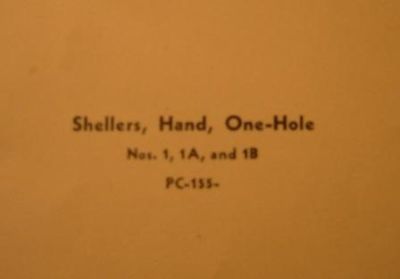 Shellers, Hand, One-Hole
Nos. 1, 1A, and 1B
PC-155-